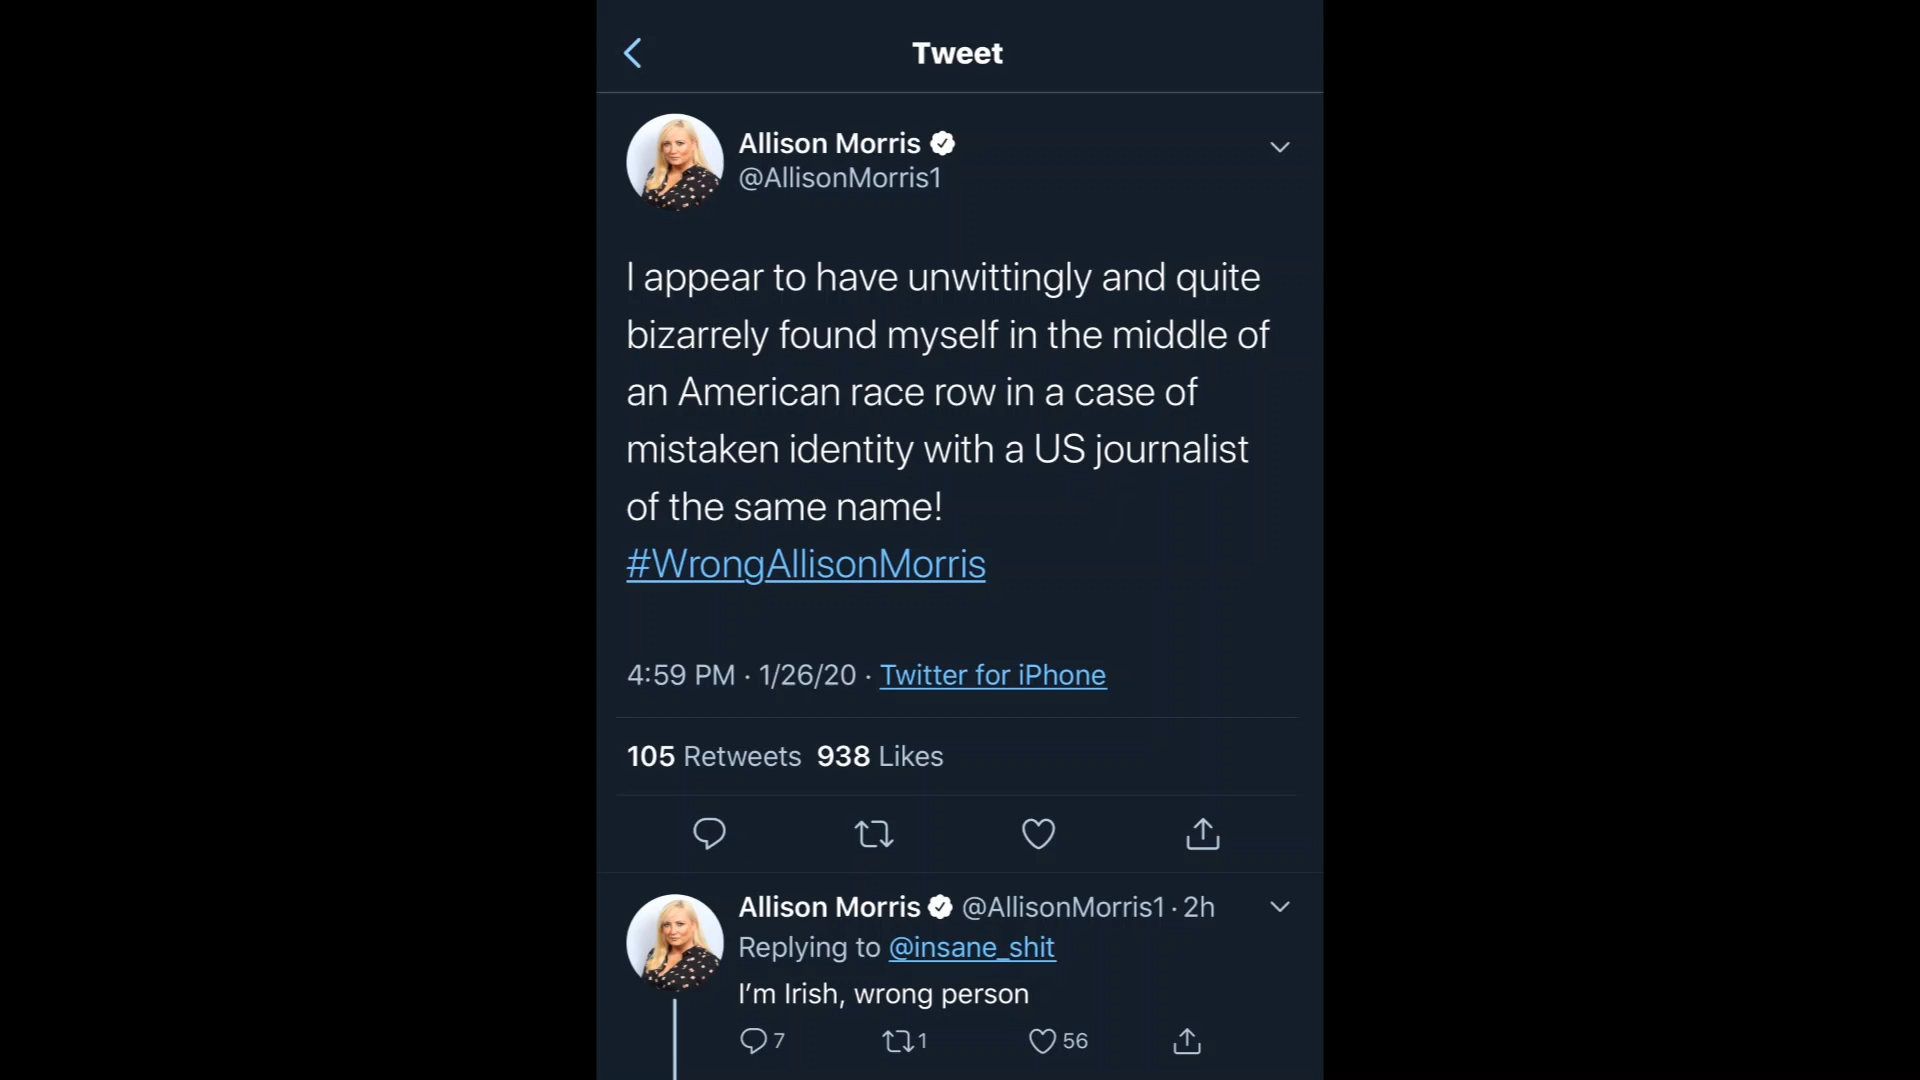 Tweet
Allison Morris
@AllisonMorris1
I appear to have unwittingly and quite
bizarrely found myself in the middle of
an American race row in a case of
mistaken identity with a US journalist
of the same name!
#WrongAllisonMorris
4:59 PM · 1/26/20 · Twitter for iPhone
105 Retweets 938 Likes
Allison Morris @AllisonMorris1 · 2h
Replying to @insane_shit
I’m Irish, wrong person
7 1 56